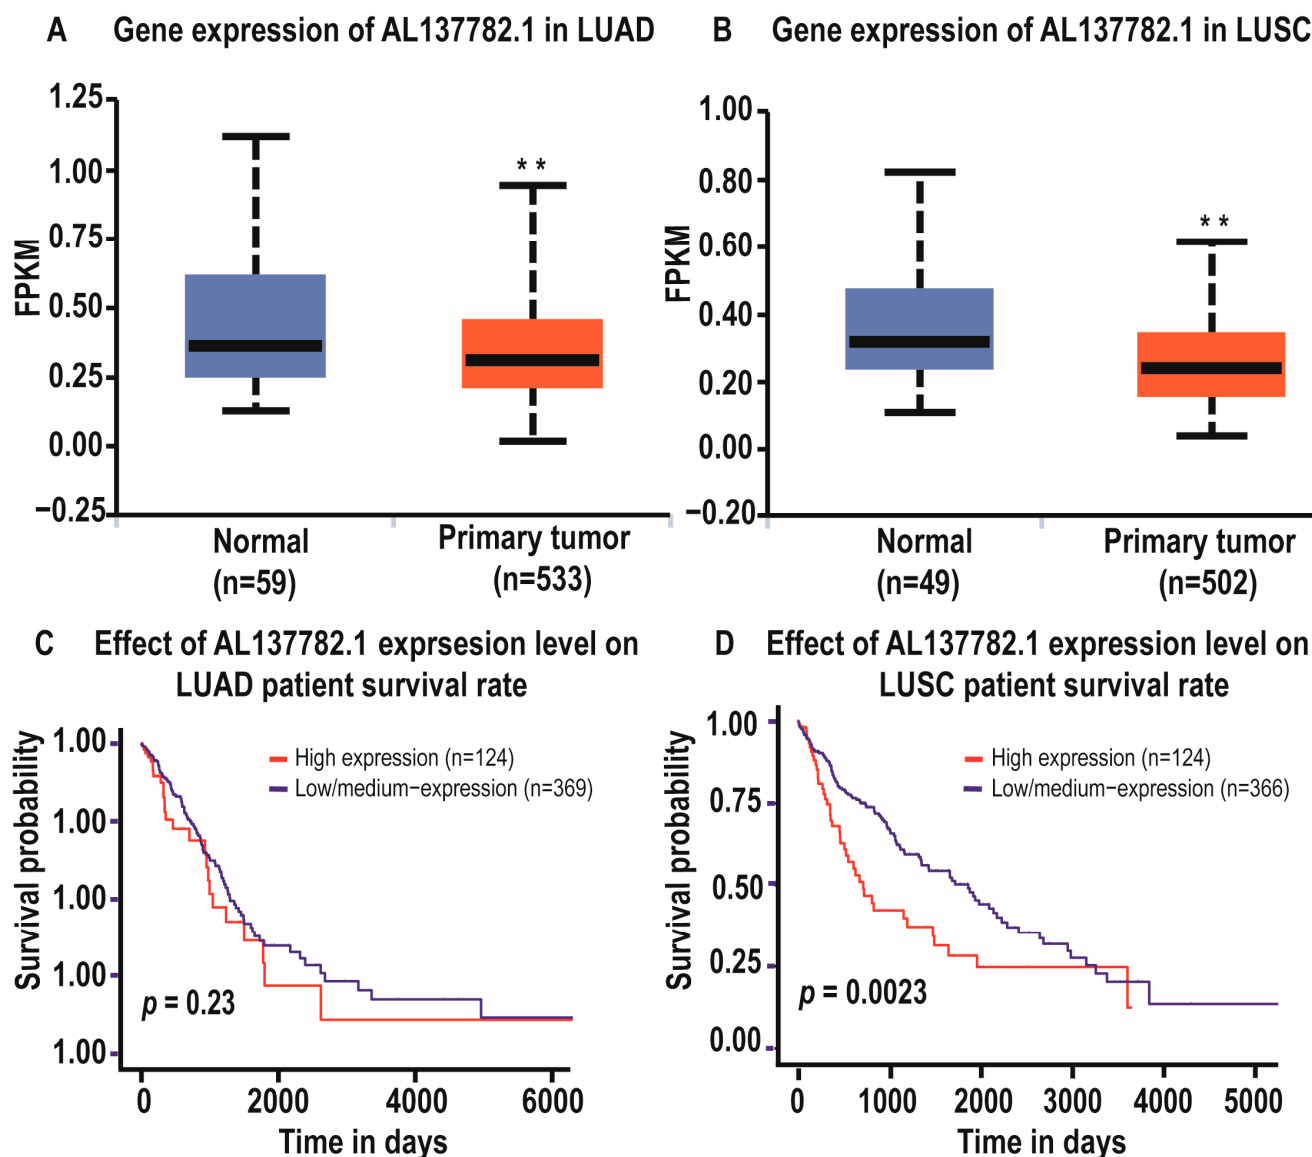 A Gene expression of AL137782.1 in LUAD
1.25
1.00
0.75
0.50
0.25
0.00
−0.25
FPKM
* *
Normal
(n=59)
Primary tumor
(n=533)
B Gene expression of AL137782.1 in LUSC
1.00
0.80
0.60
0.40
0.20
0.00
−0.20
FPKM
* *
Normal
(n=49)
Primary tumor
(n=502)
C Effect of AL137782.1 exprsesion level on
LUAD patient survival rate
1.00
1.00
1.00
1.00
1.00
Survival probability
High expression (n=124)
Low/medium−expression (n=369)
p = 0.23
0 2000 4000 6000
Time in days
D Effect of AL137782.1 expression level on
LUSC patient survival rate
1.00
0.75
0.50
0.25
0.00
Survival probability
High expression (n=124)
Low/medium−expression (n=366)
p = 0.0023
0 1000 2000 3000 4000 5000
Time in days